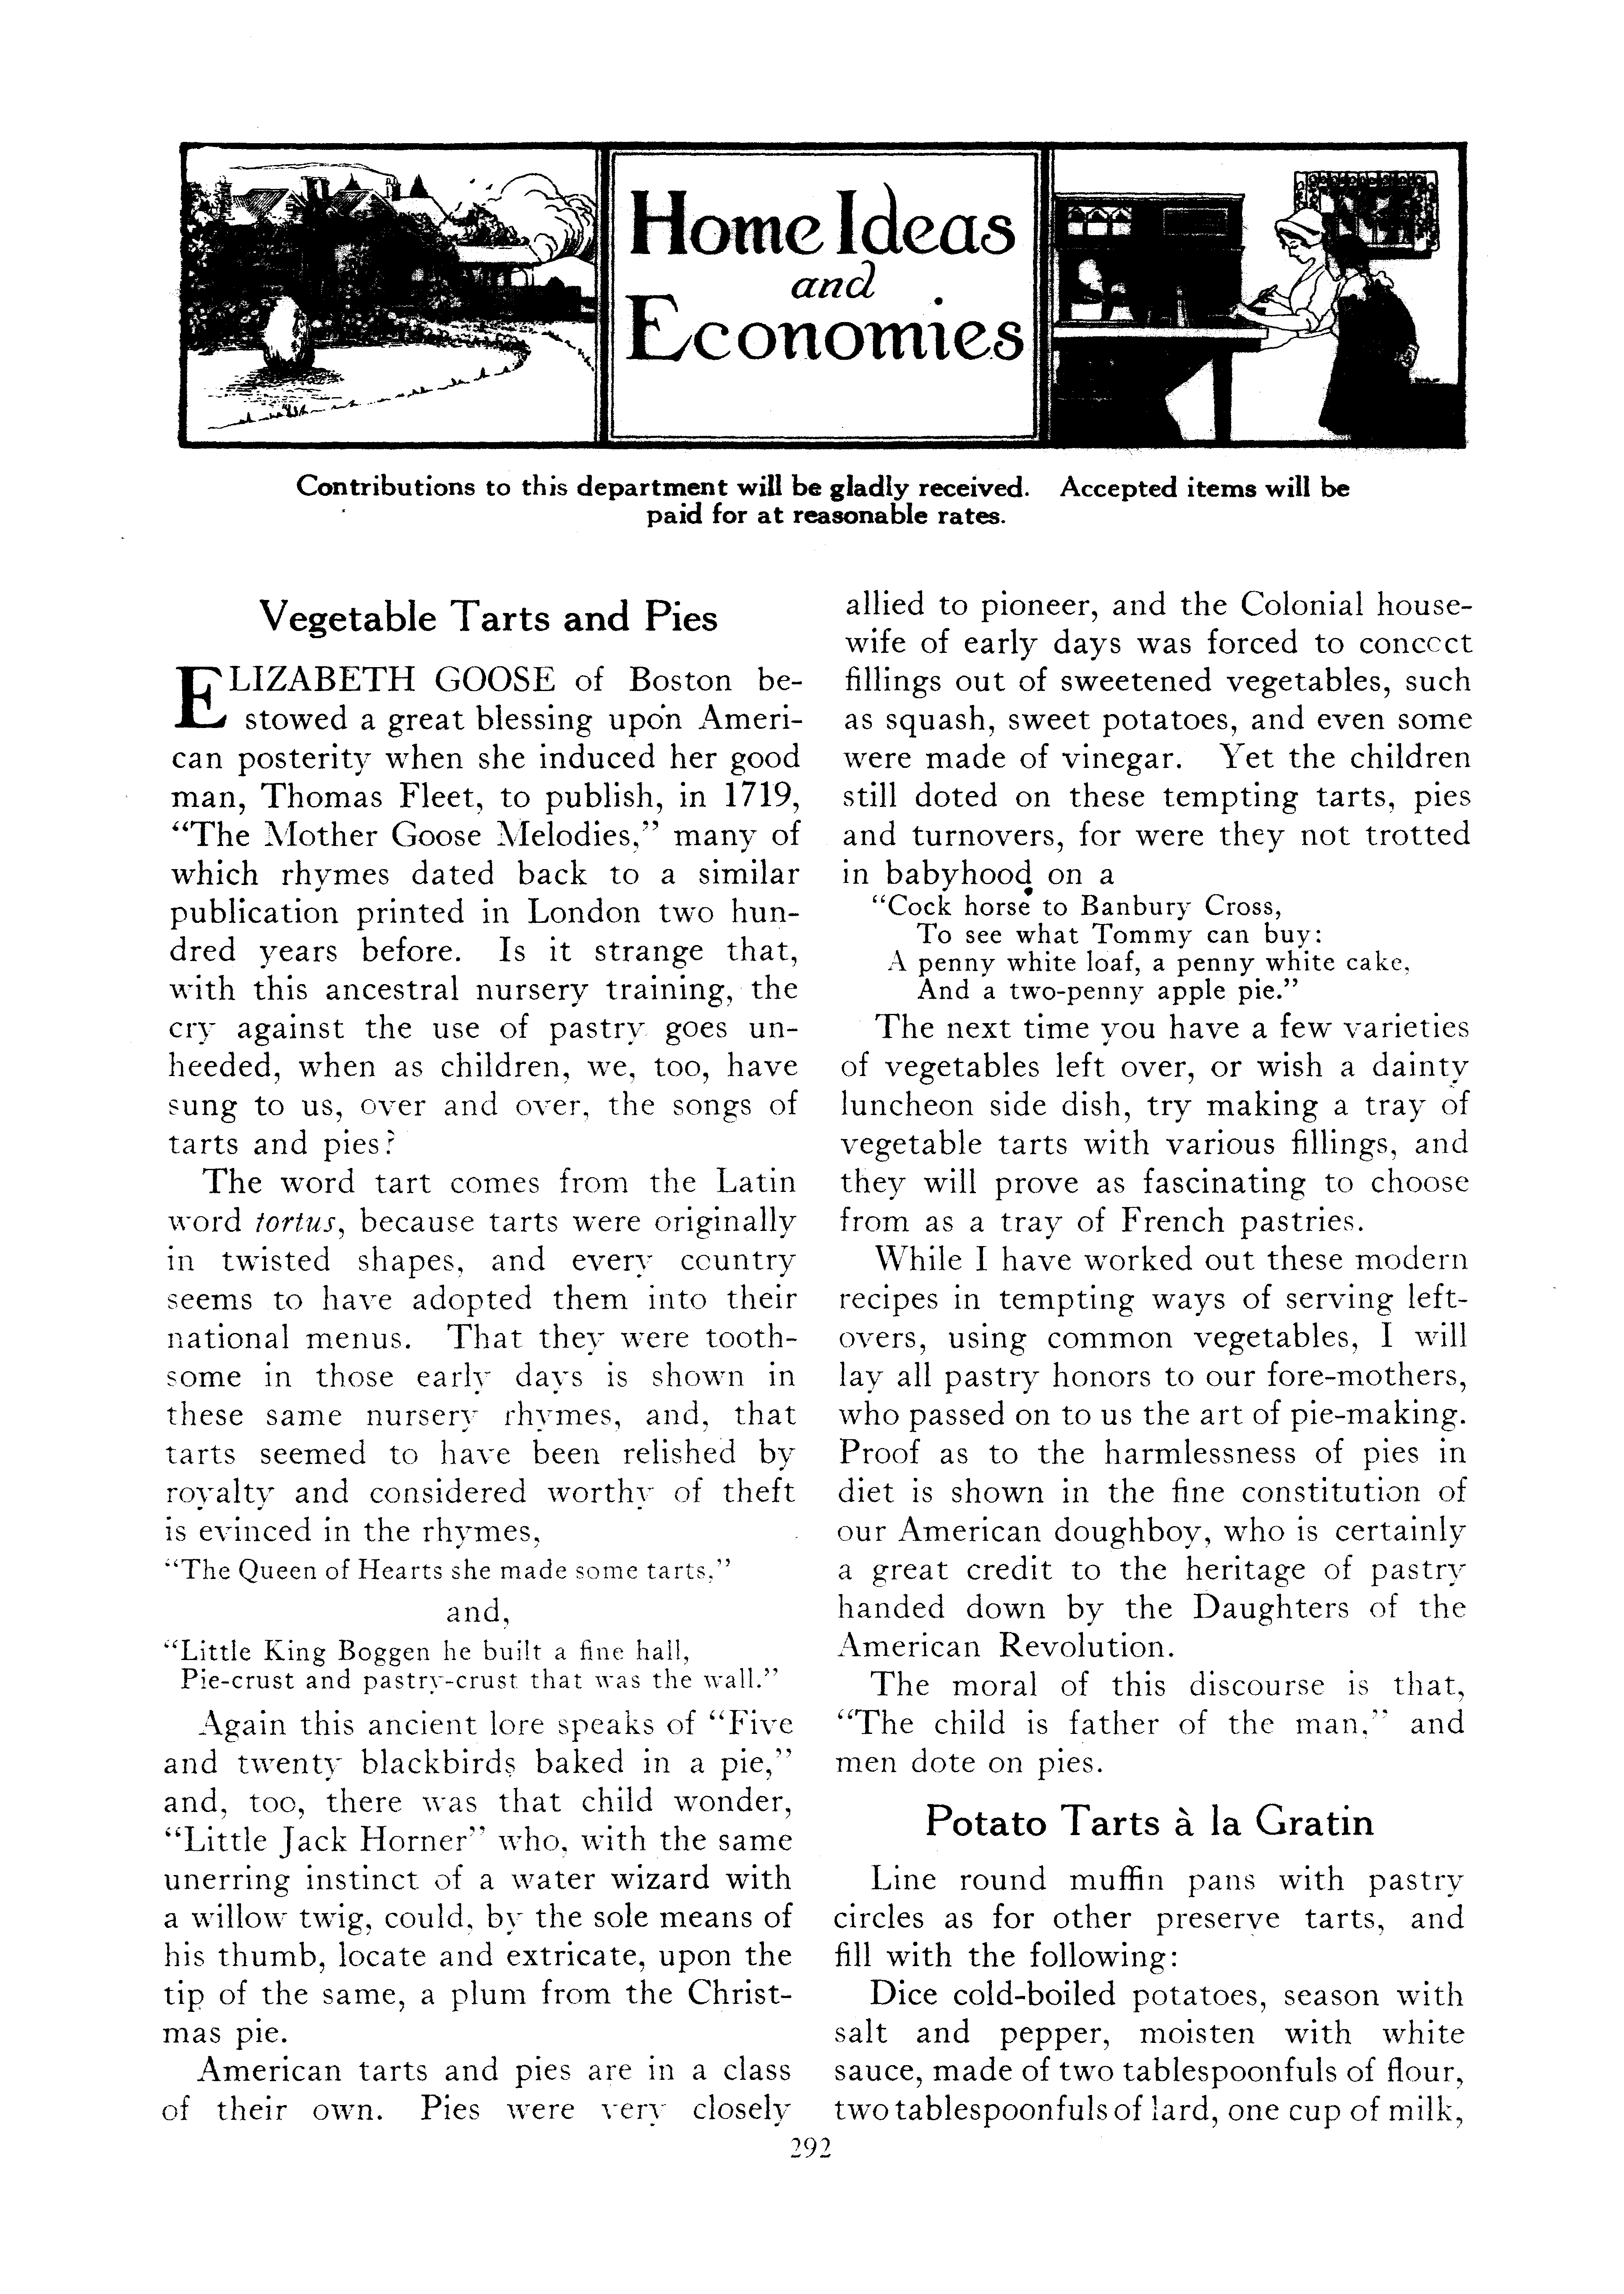 Home Ideas
and
Economies
Contributions to this department will be gladly received. Accepted items will be
paid for at reasonable rates.
Vegetable Tarts and Pies
ELIZABETH GOOSE of Boston be-
stowed a great blessing upon Ameri-
can posterity when she induced her good
man, Thomas Fleet, to publish, in 1719,
“The Mother Goose Melodies,” many of
which rhymes dated back to a similar
publication printed in London two hun-
dred years before. Is it strange that,
with this ancestral nursery training, the
cry against the use of pastry goes un-
heeded, when as children, we, too, have
sung to us, over and over, the songs of
tarts and pies?
The word tart comes from the Latin
word tortus, because tarts were originally
in twisted shapes, and every country
seems to have adopted them into their
national menus. That they were tooth-
some in those early days is shown in
these same nursery rhymes, and, that
tarts seemed to have been relished by
royalty and considered worthy of theft
is evinced in the rhymes,
“The Queen of Hearts she made some tarts,”
and,
“Little King Boggen he built a fine hall,
Pie-crust and pastry-crust that was the wall.”
Again this ancient lore speaks of “Five
and twenty blackbirds baked in a pie,”
and, too, there was that child wonder,
“Little Jack Horner” who, with the same
unerring instinct of a water wizard with
a willow twig, could, by the sole means of
his thumb, locate and extricate, upon the
tip of the same, a plum from the Christ-
mas pie.
American tarts and pies are in a class
of their own. Pies were very closely
allied to pioneer, and the Colonial house-
wife of early days was forced to conccct
fillings out of sweetened vegetables, such
as squash, sweet potatoes, and even some
were made of vinegar. Yet the children
still doted on these tempting tarts, pies
and turnovers, for were they not trotted
in babyhood on a
“Cock horse to Banbury Cross,
To see what Tommy can buy:
A penny white loaf, a penny white cake,
And a two-penny apple pie.”
The next time you have a few varieties
of vegetables left over, or wish a dainty
luncheon side dish, try making a tray of
vegetable tarts with various fillings, and
they will prove as fascinating to choose
from as a tray of French pastries.
While I have worked out these modern
recipes in tempting ways of serving left-
overs, using common vegetables, I will
lay all pastry honors to our fore-mothers,
who passed on to us the art of pie-making.
Proof as to the harmlessness of pies in
diet is shown in the fine constitution of
our American doughboy, who is certainly
a great credit to the heritage of pastry
handed down by the Daughters of the
American Revolution.
The moral of this discourse is that,
“The child is father of the man,” and
men dote on pies.
Potato Tarts à la Gratin
Line round muffin pans with pastry
circles as for other preserve tarts, and
fill with the following:
Dice cold-boiled potatoes, season with
salt and pepper, moisten with white
sauce, made of two tablespoonfuls of flour,
two tablespoonfuls of lard, one cup of milk,
292